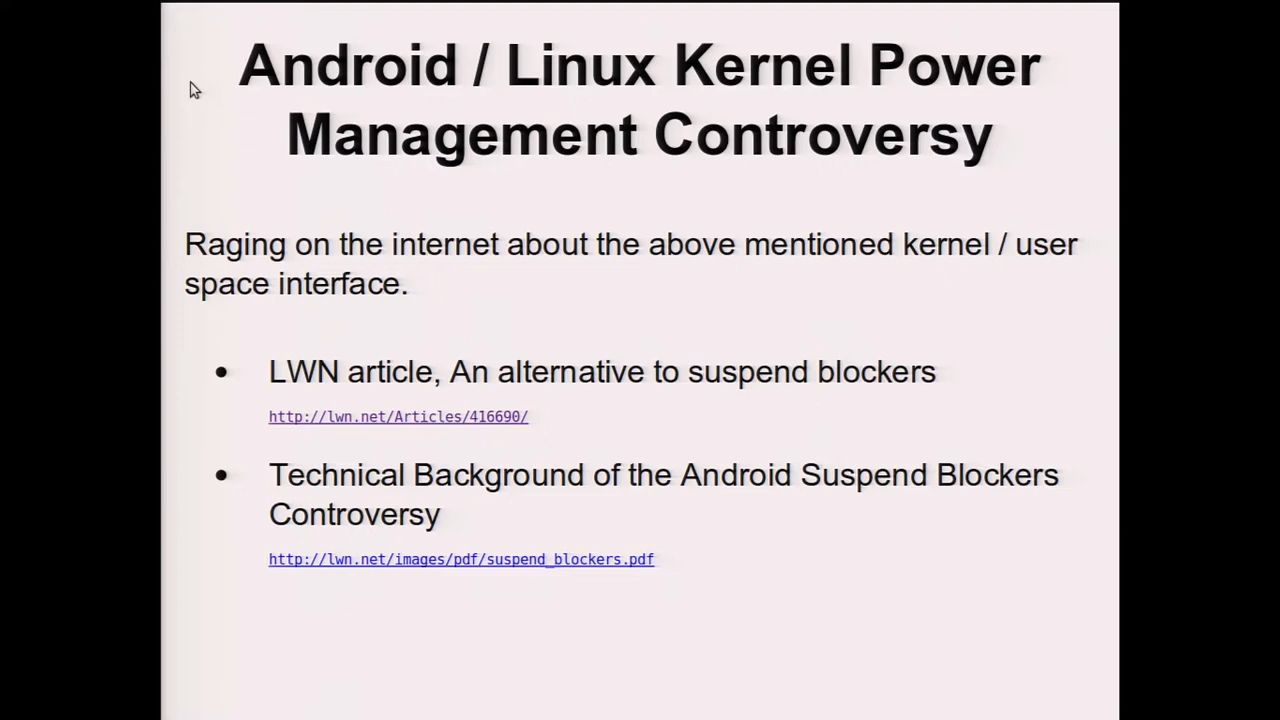 Android / Linux Kernel Power
Management Controversy
Raging on the internet about the above mentioned kernel / user
space interface.
• LWN article, An alternative to suspend blockers
http://lwn.net/Articles/416690/
• Technical Background of the Android Suspend Blockers
Controversy
http://lwn.net/images/pdf/suspend_blockers.pdf